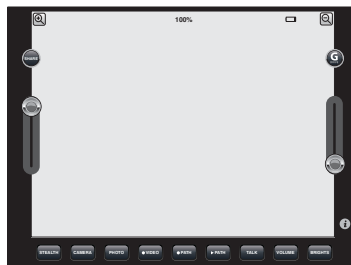 100%
SHARE
G
i
STEALTH CAMERA PHOTO ●VIDEO ●PATH ▶PATH TALK VOLUME BRIGHTS